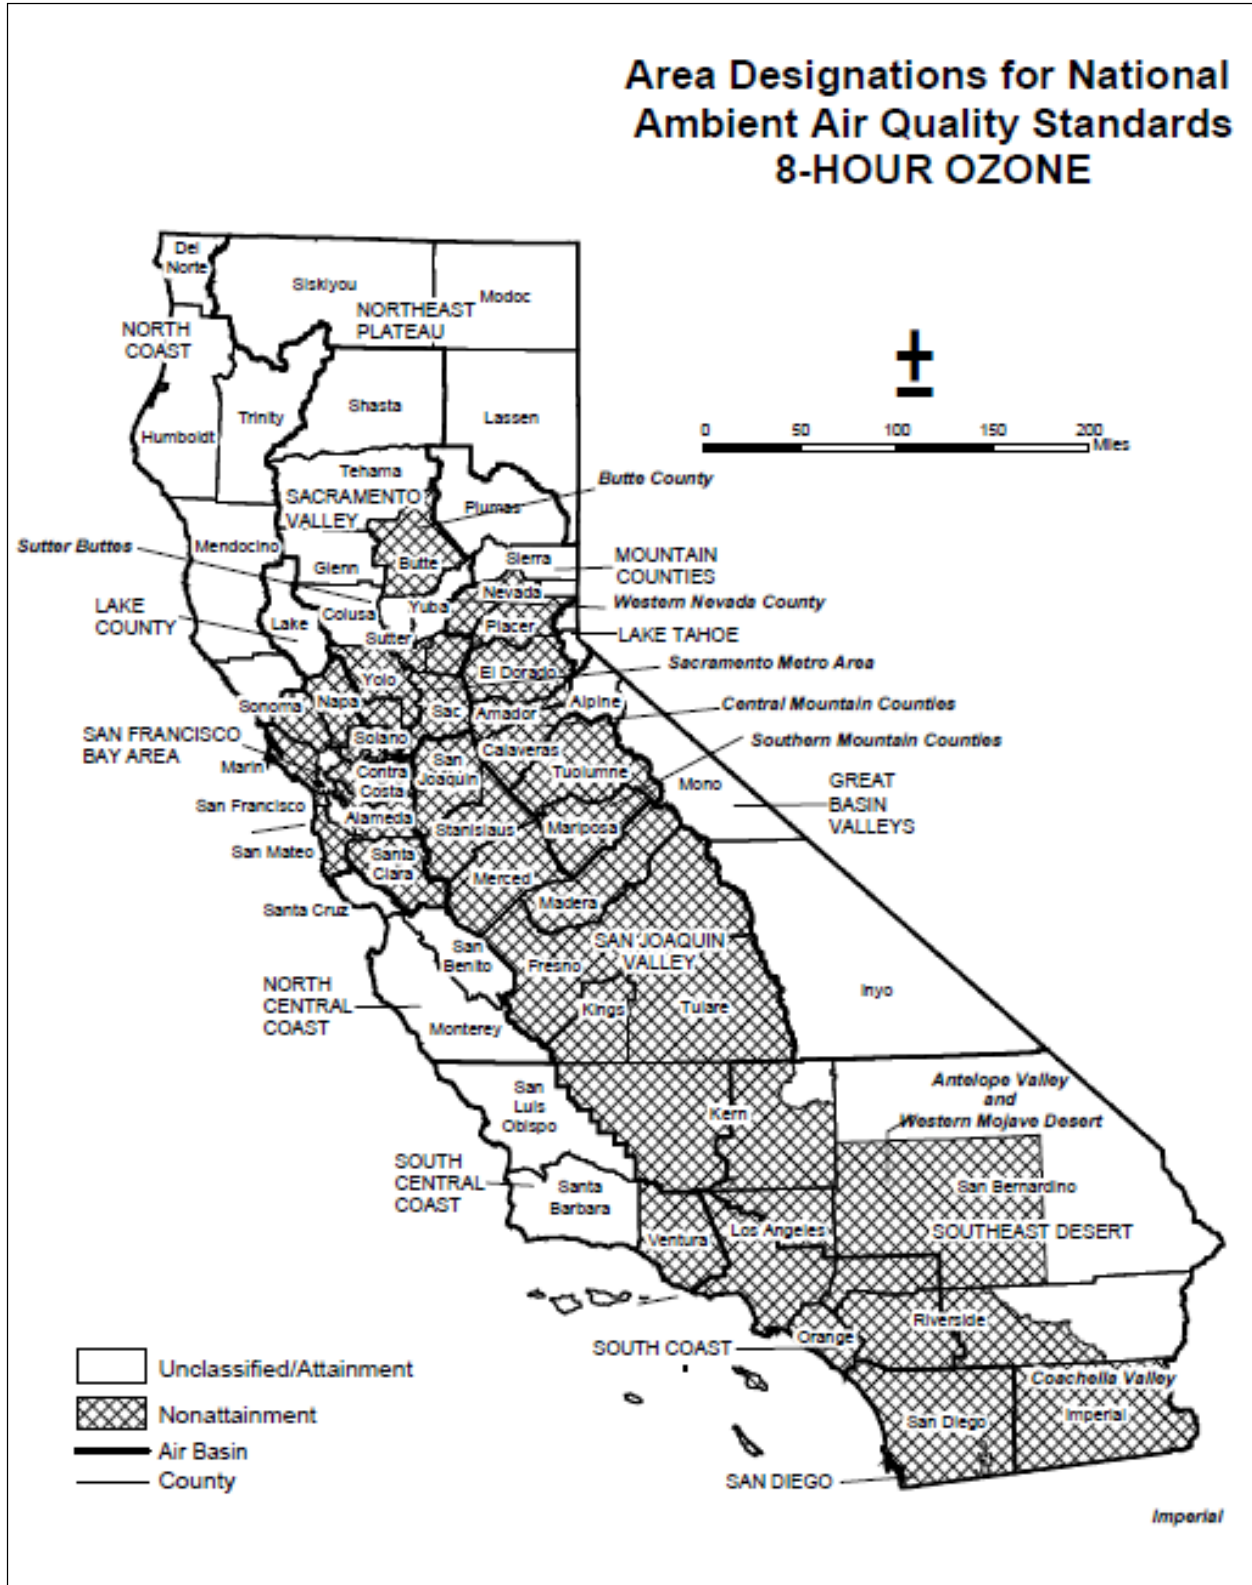 Area Designations for National
Ambient Air Quality Standards
8-HOUR OZONE
Del
Norte
Siskiyou
Modoc
NORTHEAST
PLATEAU
NORTH
COAST
0
50
100
150
200
Miles
Shasta
Trinity
Lassen
Humboldt
Tehama
Butte County
SACRAMENTO
VALLEY
Plumas
Sutter Buttes
Mendocino
Glenn
Butte
Sierra
MOUNTAIN
COUNTIES
Nevada
Western Nevada County
LAKE
COUNTY
Lake
Colusa
Yuba
Placer
LAKE TAHOE
Sutter
Sacramento Metro Area
Yolo
El Dorado
Sonoma
Napa
Sac
Amador
Alpine
Central Mountain Counties
SAN FRANCISCO
BAY AREA
Solano
Calaveras
Southern Mountain Counties
Marin
Contra
Costa
San
Joaquin
Tuolumne
Mono
GREAT
BASIN
VALLEYS
San Francisco
Alameda
Stanislaus
Mariposa
San Mateo
Santa
Clara
Merced
Madera
Santa Cruz
San
Benito
Fresno
SAN JOAQUIN
VALLEY
NORTH
CENTRAL
COAST
Monterey
Kings
Tulare
Inyo
San
Luis
Obispo
Kern
Antelope Valley
and
Western Mojave Desert
SOUTH
CENTRAL
COAST
Santa
Barbara
San Bernardino
Ventura
Los Angeles
SOUTHEAST DESERT
Riverside
SOUTH COAST
Orange
Unclassified/Attainment
Nonattainment
Air Basin
County
Coachella Valley
San Diego
Imperial
SAN DIEGO
Imperial